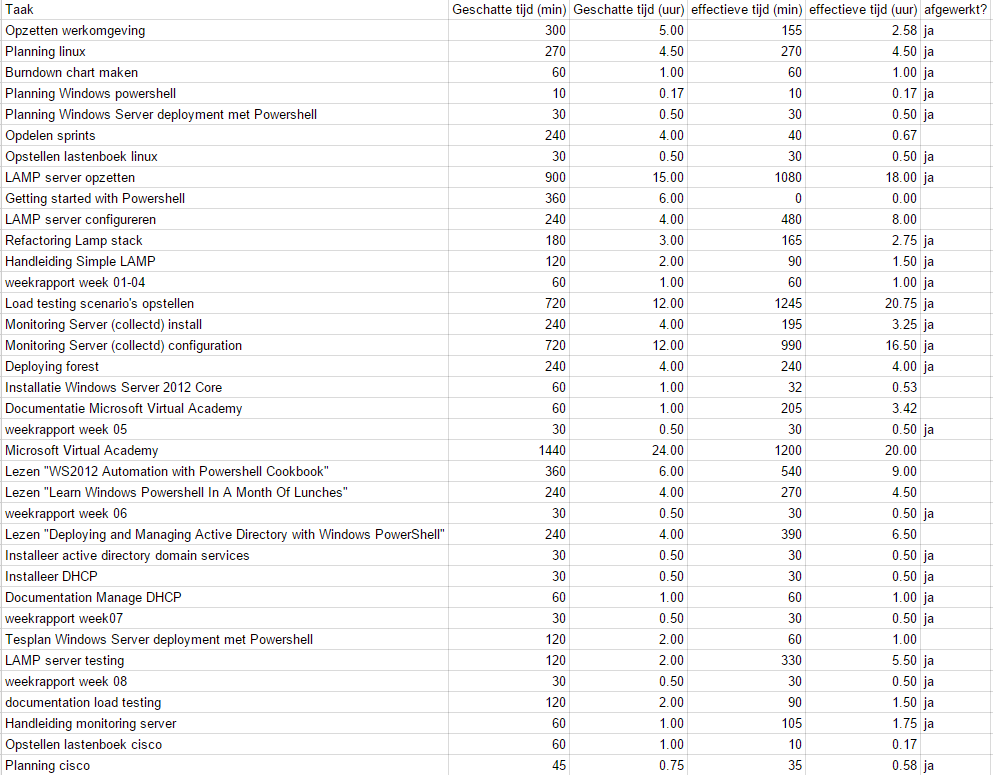 Taak Geschatte tijd (min) Geschatte tijd (uur) effectieve tijd (min) effectieve tijd (uur) afgewerkt?
Opzetten werkomgeving 300 5.00 155 2.58 ja
Planning linux 270 4.50 270 4.50 ja
Burndown chart maken 60 1.00 60 1.00 ja
Planning Windows powershell 10 0.17 10 0.17 ja
Planning Windows Server deployment met Powershell 30 0.50 30 0.50 ja
Opdelen sprints 240 4.00 40 0.67
Opstellen lastenboek linux 30 0.50 30 0.50 ja
LAMP server opzetten 900 15.00 1080 18.00 ja
Getting started with Powershell 360 6.00 0 0.00
LAMP server configureren 240 4.00 480 8.00
Refactoring Lamp stack 180 3.00 165 2.75 ja
Handleiding Simple LAMP 120 2.00 90 1.50 ja
weekrapport week 01-04 60 1.00 60 1.00 ja
Load testing scenario's opstellen 720 12.00 1245 20.75 ja
Monitoring Server (collectd) install 240 4.00 195 3.25 ja
Monitoring Server (collectd) configuration 720 12.00 990 16.50 ja
Deploying forest 240 4.00 240 4.00 ja
Installatie Windows Server 2012 Core 60 1.00 32 0.53
Documentatie Microsoft Virtual Academy 60 1.00 205 3.42
weekrapport week 05 30 0.50 30 0.50 ja
Microsoft Virtual Academy 1440 24.00 1200 20.00
Lezen "WS2012 Automation with Powershell Cookbook" 360 6.00 540 9.00
Lezen "Learn Windows Powershell In A Month Of Lunches" 240 4.00 270 4.50
weekrapport week 06 30 0.50 30 0.50 ja
Lezen "Deploying and Managing Active Directory with Windows PowerShell" 240 4.00 390 6.50
Installeer active directory domain services 30 0.50 30 0.50 ja
Installeer DHCP 30 0.50 30 0.50 ja
Documentation Manage DHCP 60 1.00 60 1.00 ja
weekrapport week07 30 0.50 30 0.50 ja
Tesplan Windows Server deployment met Powershell 120 2.00 60 1.00
LAMP server testing 120 2.00 330 5.50 ja
weekrapport week 08 30 0.50 30 0.50 ja
documentation load testing 120 2.00 90 1.50 ja
Handleiding monitoring server 60 1.00 105 1.75 ja
Opstellen lastenboek cisco 60 1.00 10 0.17
Planning cisco 45 0.75 35 0.58 ja